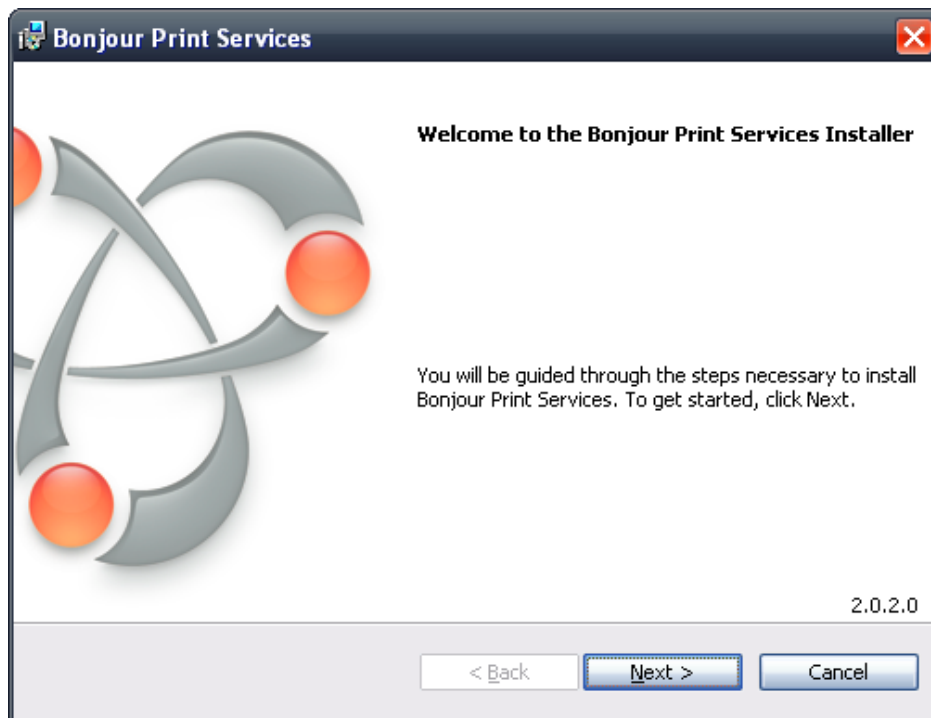 Bonjour Print Services
Welcome to the Bonjour Print Services Installer
You will be guided through the steps necessary to install
Bonjour Print Services. To get started, click Next.
2.0.2.0
< Back
Next >
Cancel